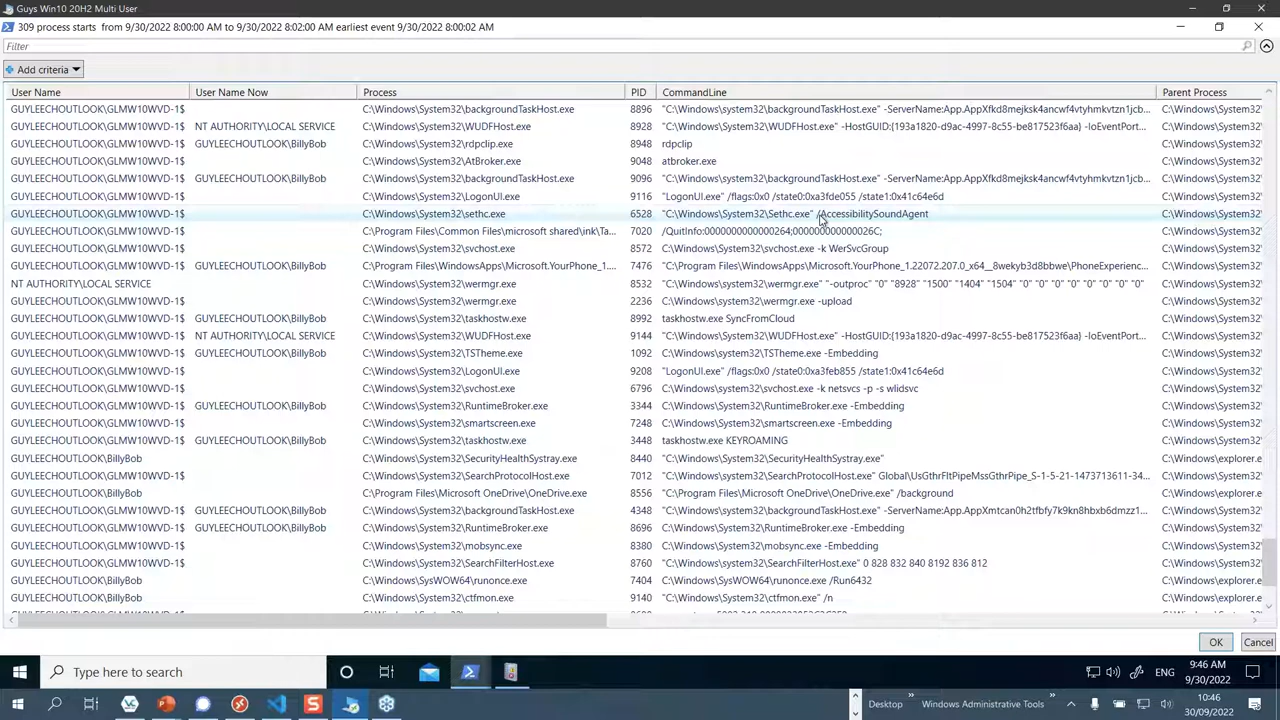 Guys Win10 20H2 Multi User
309 process starts from 9/30/2022 8:00:00 AM to 9/30/2022 8:02:00 AM earliest event 9/30/2022 8:00:02 AM
Filter
Add criteria
User Name User Name Now Process PID CommandLine Parent Process
GUYLEECHOUTLOOK\GLMW10WVD-1$ C:\Windows\System32\backgroundTaskHost.exe 8896 "C:\Windows\system32\backgroundTaskHost.exe" -ServerName:App.AppXfkd8mejksk4ancwf4vtyhmkvtzn1jcb... C:\Windows\System32\
GUYLEECHOUTLOOK\GLMW10WVD-1$ NT AUTHORITY\LOCAL SERVICE C:\Windows\System32\WUDFHost.exe 8928 "C:\Windows\System32\WUDFHost.exe" -HostGUID:{193a1820-d9ac-4997-8c55-be817523f6aa} -IoEventPort... C:\Windows\System32\
GUYLEECHOUTLOOK\GLMW10WVD-1$ GUYLEECHOUTLOOK\BillyBob C:\Windows\System32\rdpclip.exe 8948 rdpclip C:\Windows\System32\
GUYLEECHOUTLOOK\GLMW10WVD-1$ C:\Windows\System32\AtBroker.exe 9048 atbroker.exe C:\Windows\System32\
GUYLEECHOUTLOOK\GLMW10WVD-1$ GUYLEECHOUTLOOK\BillyBob C:\Windows\System32\backgroundTaskHost.exe 9096 "C:\Windows\system32\backgroundTaskHost.exe" -ServerName:App.AppXfkd8mejksk4ancwf4vtyhmkvtzn1jcb... C:\Windows\System32\
GUYLEECHOUTLOOK\GLMW10WVD-1$ C:\Windows\System32\LogonUI.exe 9116 "LogonUI.exe" /flags:0x0 /state0:0xa3fde055 /state1:0x41c64e6d C:\Windows\System32\
GUYLEECHOUTLOOK\GLMW10WVD-1$ C:\Windows\System32\sethc.exe 6528 "C:\Windows\System32\Sethc.exe" /AccessibilitySoundAgent C:\Windows\System32\
GUYLEECHOUTLOOK\GLMW10WVD-1$ C:\Program Files\Common Files\microsoft shared\ink\Ta... 7020 /QuitInfo:0000000000000264;000000000000026C; C:\Windows\System32\
GUYLEECHOUTLOOK\GLMW10WVD-1$ C:\Windows\System32\svchost.exe 8572 C:\Windows\System32\svchost.exe -k WerSvcGroup C:\Windows\System32\
GUYLEECHOUTLOOK\GLMW10WVD-1$ GUYLEECHOUTLOOK\BillyBob C:\Program Files\WindowsApps\Microsoft.YourPhone_1.... 7476 "C:\Program Files\WindowsApps\Microsoft.YourPhone_1.22072.207.0_x64__8wekyb3d8bbwe\PhoneExperienc... C:\Windows\System32\
NT AUTHORITY\LOCAL SERVICE C:\Windows\System32\wermgr.exe 8532 "C:\Windows\system32\wermgr.exe" "-outproc" "0" "8928" "1500" "1404" "1504" "0" "0" "0" "0" "0" "0" "0" "0" C:\Windows\System32\
GUYLEECHOUTLOOK\GLMW10WVD-1$ C:\Windows\System32\wermgr.exe 2236 C:\Windows\system32\wermgr.exe -upload C:\Windows\System32\
GUYLEECHOUTLOOK\GLMW10WVD-1$ GUYLEECHOUTLOOK\BillyBob C:\Windows\System32\taskhostw.exe 8992 taskhostw.exe SyncFromCloud C:\Windows\System32\
GUYLEECHOUTLOOK\GLMW10WVD-1$ NT AUTHORITY\LOCAL SERVICE C:\Windows\System32\WUDFHost.exe 9144 "C:\Windows\System32\WUDFHost.exe" -HostGUID:{193a1820-d9ac-4997-8c55-be817523f6aa} -IoEventPort... C:\Windows\System32\
GUYLEECHOUTLOOK\GLMW10WVD-1$ GUYLEECHOUTLOOK\BillyBob C:\Windows\System32\TSTheme.exe 1092 C:\Windows\system32\TSTheme.exe -Embedding C:\Windows\System32\
GUYLEECHOUTLOOK\GLMW10WVD-1$ C:\Windows\System32\LogonUI.exe 9208 "LogonUI.exe" /flags:0x0 /state0:0xa3feb855 /state1:0x41c64e6d C:\Windows\System32\
GUYLEECHOUTLOOK\GLMW10WVD-1$ C:\Windows\System32\svchost.exe 6796 C:\Windows\system32\svchost.exe -k netsvcs -p -s wlidsvc C:\Windows\System32\
GUYLEECHOUTLOOK\GLMW10WVD-1$ GUYLEECHOUTLOOK\BillyBob C:\Windows\System32\RuntimeBroker.exe 3344 C:\Windows\System32\RuntimeBroker.exe -Embedding C:\Windows\System32\
GUYLEECHOUTLOOK\GLMW10WVD-1$ C:\Windows\System32\smartscreen.exe 7248 C:\Windows\System32\smartscreen.exe -Embedding C:\Windows\System32\
GUYLEECHOUTLOOK\GLMW10WVD-1$ GUYLEECHOUTLOOK\BillyBob C:\Windows\System32\taskhostw.exe 3448 taskhostw.exe KEYROAMING C:\Windows\System32\
GUYLEECHOUTLOOK\BillyBob C:\Windows\System32\SecurityHealthSystray.exe 8440 "C:\Windows\System32\SecurityHealthSystray.exe" C:\Windows\explorer.e
GUYLEECHOUTLOOK\GLMW10WVD-1$ C:\Windows\System32\SearchProtocolHost.exe 7012 "C:\Windows\System32\SearchProtocolHost.exe" Global\UsGthrFltPipeMssGthrPipe_S-1-5-21-1473713611-34... C:\Windows\System32\
GUYLEECHOUTLOOK\BillyBob C:\Program Files\Microsoft OneDrive\OneDrive.exe 8556 "C:\Program Files\Microsoft OneDrive\OneDrive.exe" /background C:\Windows\explorer.e
GUYLEECHOUTLOOK\GLMW10WVD-1$ GUYLEECHOUTLOOK\BillyBob C:\Windows\System32\backgroundTaskHost.exe 4348 "C:\Windows\system32\backgroundTaskHost.exe" -ServerName:App.AppXmtcan0h2tfbfy7k9kn8hbxb6dmzz1... C:\Windows\System32\
GUYLEECHOUTLOOK\GLMW10WVD-1$ GUYLEECHOUTLOOK\BillyBob C:\Windows\System32\RuntimeBroker.exe 8696 C:\Windows\System32\RuntimeBroker.exe -Embedding C:\Windows\System32\
GUYLEECHOUTLOOK\GLMW10WVD-1$ C:\Windows\System32\mobsync.exe 8380 C:\Windows\System32\mobsync.exe -Embedding C:\Windows\System32\
GUYLEECHOUTLOOK\GLMW10WVD-1$ C:\Windows\System32\SearchFilterHost.exe 8760 "C:\Windows\System32\SearchFilterHost.exe" 0 828 832 840 8192 836 812 C:\Windows\System32\
GUYLEECHOUTLOOK\BillyBob C:\Windows\SysWOW64\runonce.exe 7404 C:\Windows\SysWOW64\runonce.exe /Run6432 C:\Windows\explorer.e
GUYLEECHOUTLOOK\BillyBob C:\Windows\System32\ctfmon.exe 9140 "C:\Windows\System32\ctfmon.exe" /n C:\Windows\explorer.e
OK Cancel
Type here to search ENG 9:46 AM
9/30/2022
Desktop Windows Administrative Tools 10:46
30/09/2022